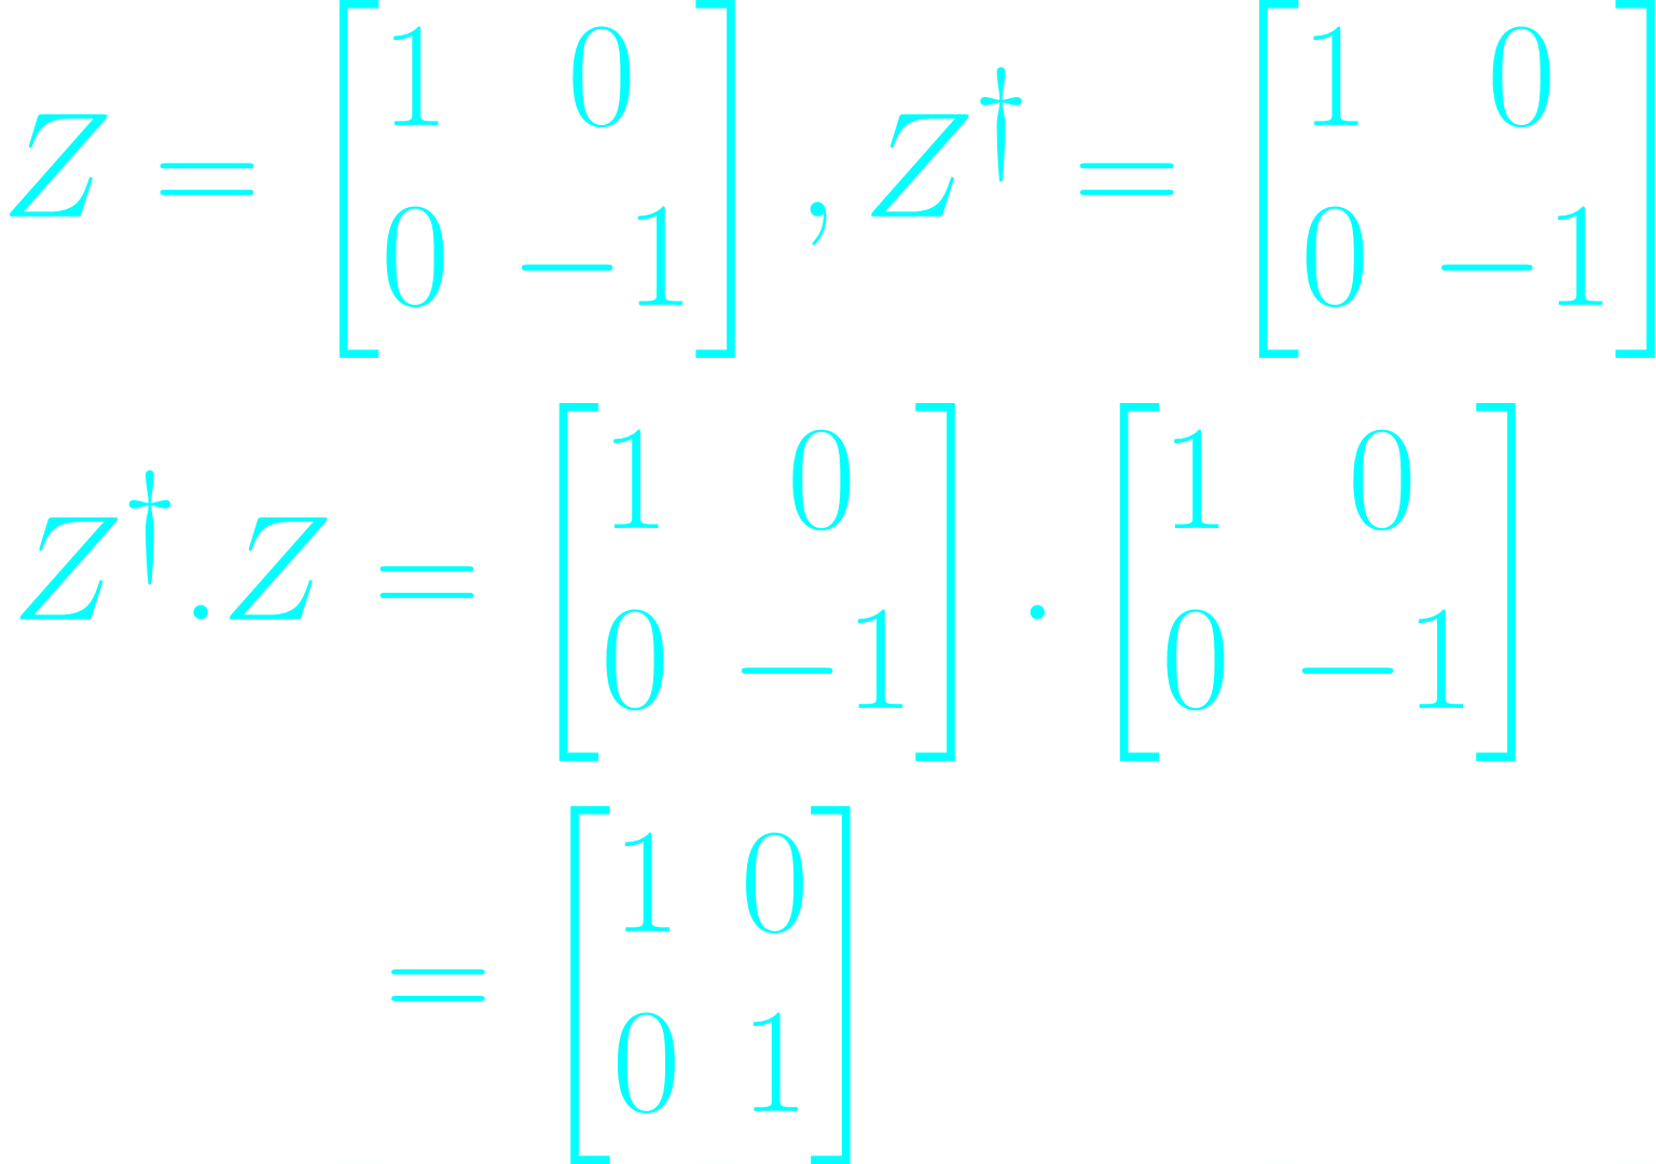 Z = [1 0; 0 −1], Z† = [1 0; 0 −1]
Z†.Z = [1 0; 0 −1] . [1 0; 0 −1]
= [1 0; 0 1]